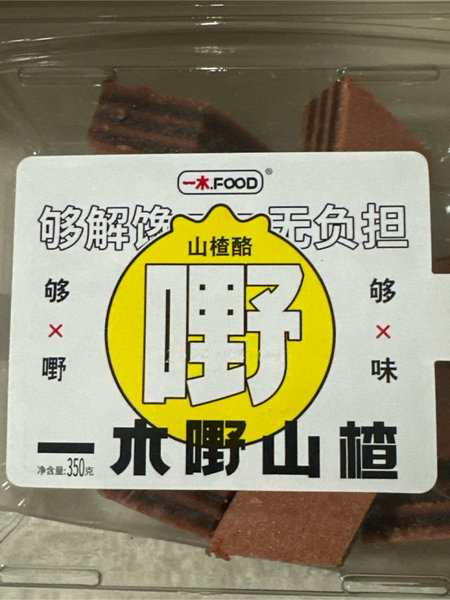 一木.FOOD®
够解馋 无负担
山楂酪
嘢
够×嘢
够×味
一木嘢山楂
净含量:350克